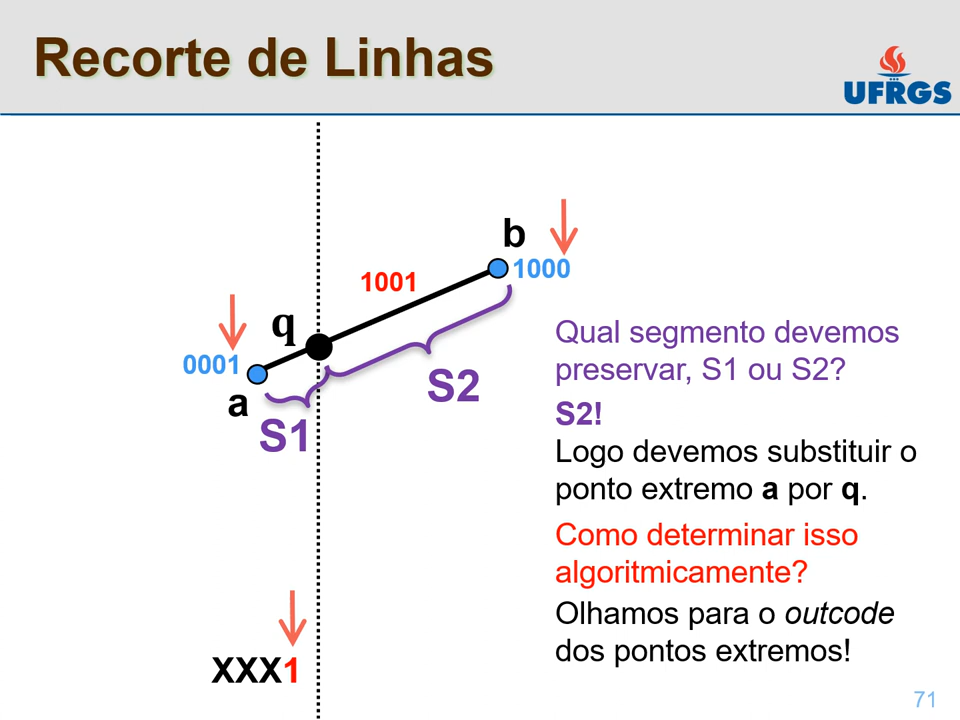 Recorte de Linhas
UFRGS
b
1000
1001
q
0001
a
S1
S2
Qual segmento devemos
preservar, S1 ou S2?
S2!
Logo devemos substituir o
ponto extremo a por q.
Como determinar isso
algoritmicamente?
Olhamos para o outcode
dos pontos extremos!
XXX1
71